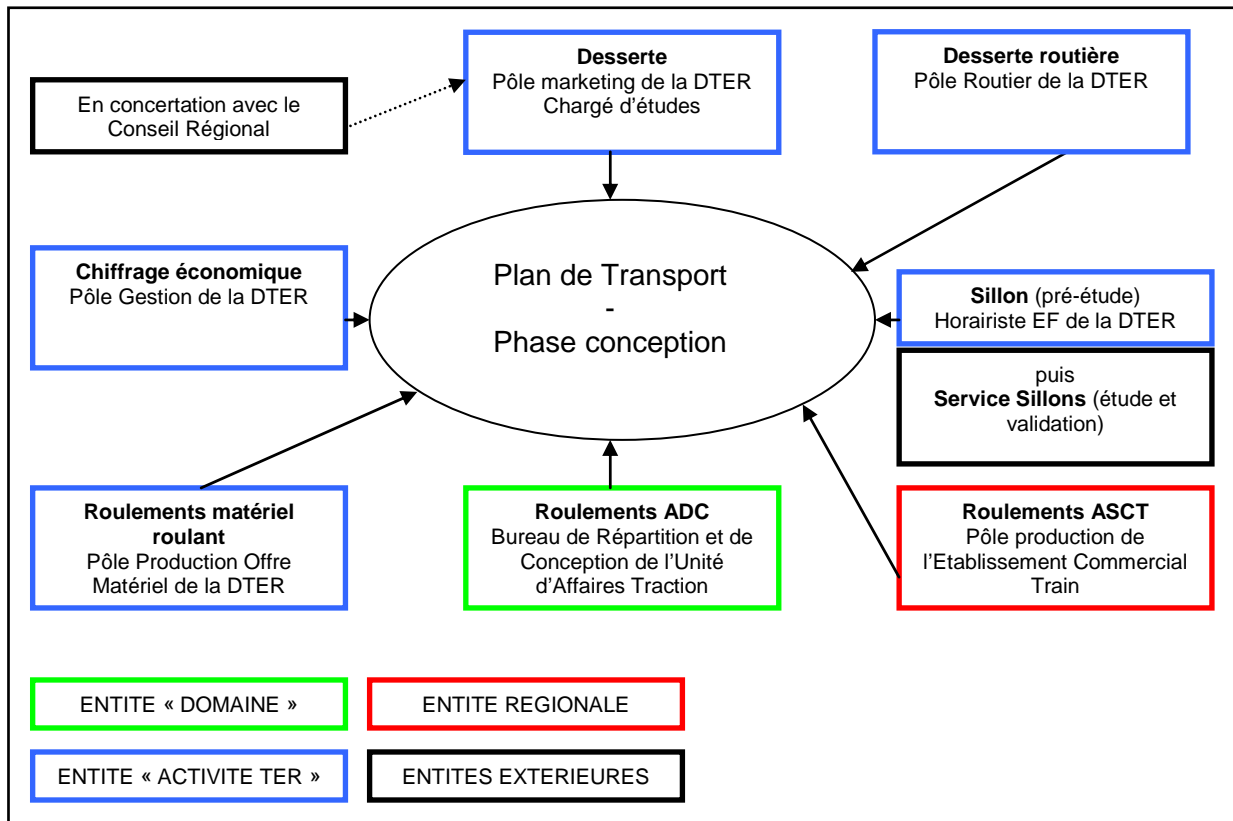 Desserte
Pôle marketing de la DTER
Chargé d'études
Desserte routière
Pôle Routier de la DTER
En concertation avec le
Conseil Régional
Chiffrage économique
Pôle Gestion de la DTER
Plan de Transport
-
Phase conception
Sillon (pré-étude)
Horairiste EF de la DTER
puis
Service Sillons (étude et
validation)
Roulements matériel
roulant
Pôle Production Offre
Matériel de la DTER
Roulements ADC
Bureau de Répartition et de
Conception de l'Unité
d'Affaires Traction
Roulements ASCT
Pôle production de
l'Etablissement Commercial
Train
ENTITE « DOMAINE »
ENTITE REGIONALE
ENTITE « ACTIVITE TER »
ENTITES EXTERIEURES